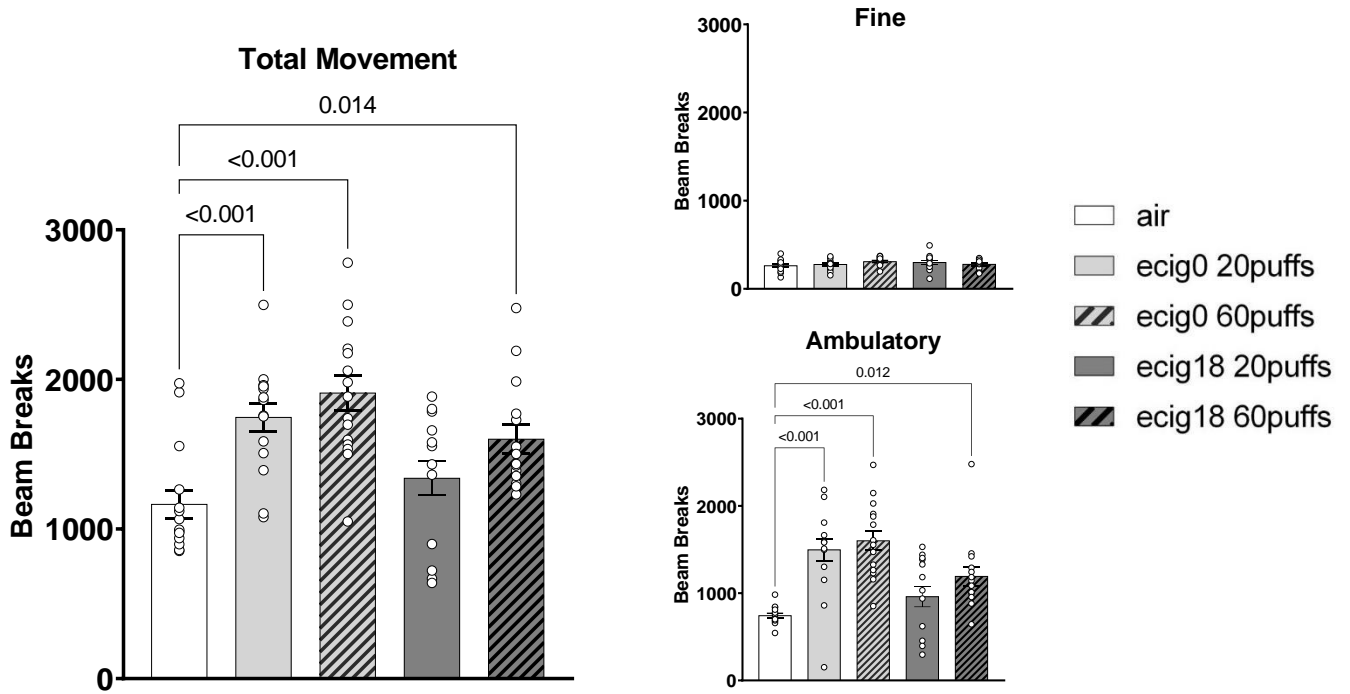 Total Movement
0.014
<0.001
<0.001
3000
2000
1000
0
Beam Breaks
Fine
3000
2000
1000
0
Beam Breaks
Ambulatory
0.012
<0.001
<0.001
3000
2000
1000
0
Beam Breaks
air
ecig0 20puffs
ecig0 60puffs
ecig18 20puffs
ecig18 60puffs